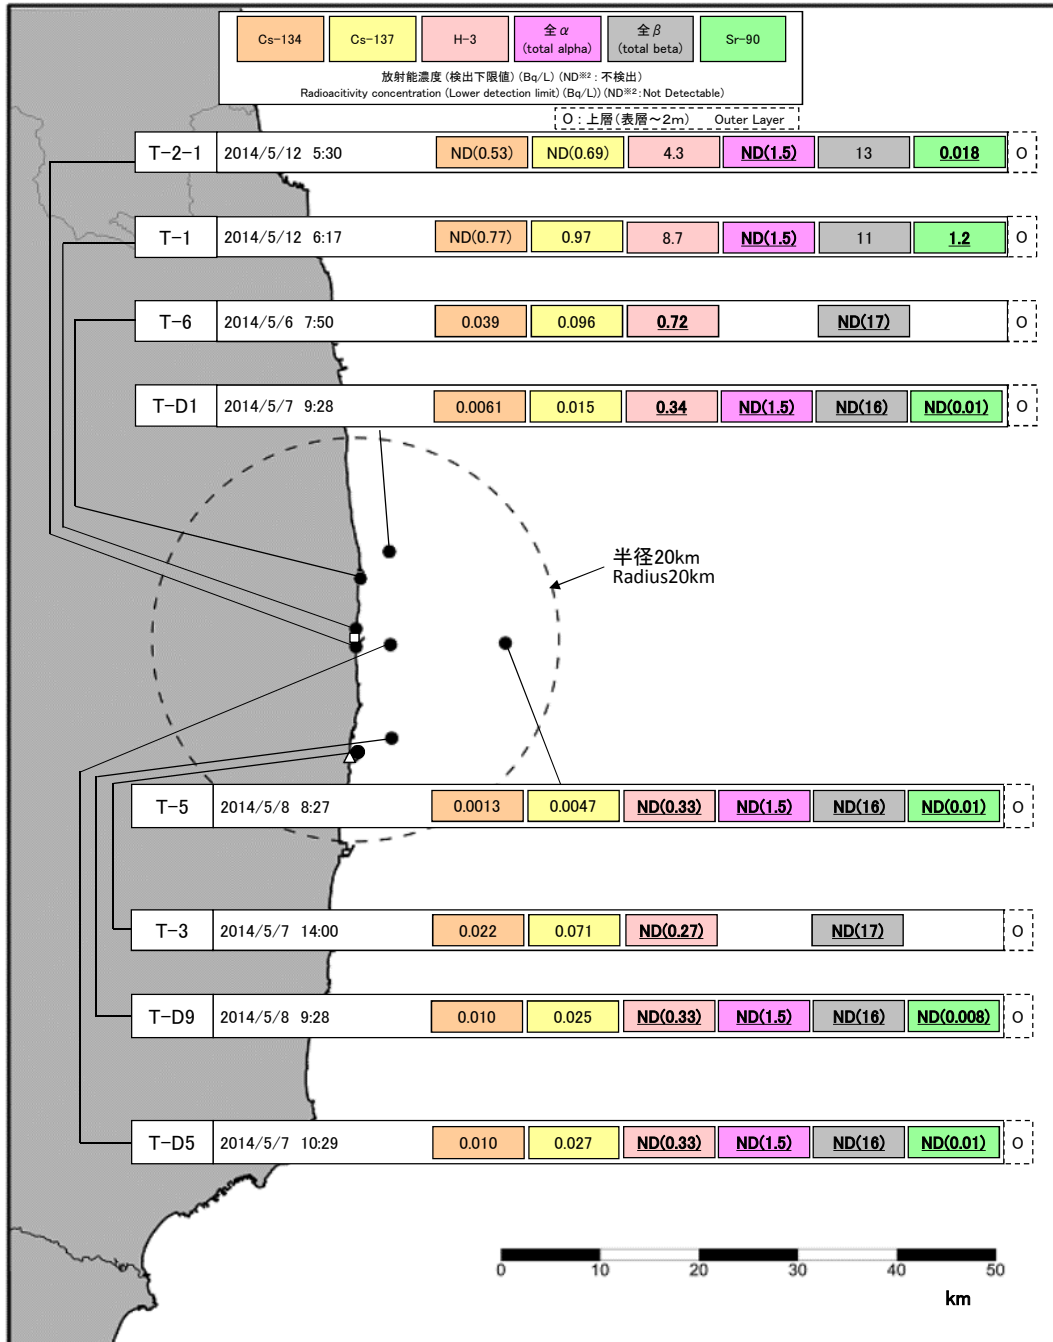 Cs-134 Cs-137 H-3 全α (total alpha) 全β (total beta) Sr-90
放射能濃度 (検出下限値) (Bq/L) (ND※2 : 不検出)
Radioacitivity concentration (Lower detection limit) (Bq/L)) (ND※2:Not Detectable)
O : 上層(表層～2m) Outer Layer
T-2-1 2014/5/12 5:30 ND(0.53) ND(0.69) 4.3 ND(1.5) 13 0.018 O
T-1 2014/5/12 6:17 ND(0.77) 0.97 8.7 ND(1.5) 11 1.2 O
T-6 2014/5/6 7:50 0.039 0.096 0.72 ND(17) O
T-D1 2014/5/7 9:28 0.0061 0.015 0.34 ND(1.5) ND(16) ND(0.01) O
半径20km
Radius20km
T-5 2014/5/8 8:27 0.0013 0.0047 ND(0.33) ND(1.5) ND(16) ND(0.01) O
T-3 2014/5/7 14:00 0.022 0.071 ND(0.27) ND(17) O
T-D9 2014/5/8 9:28 0.010 0.025 ND(0.33) ND(1.5) ND(16) ND(0.008) O
T-D5 2014/5/7 10:29 0.010 0.027 ND(0.33) ND(1.5) ND(16) ND(0.01) O
0 10 20 30 40 50
km